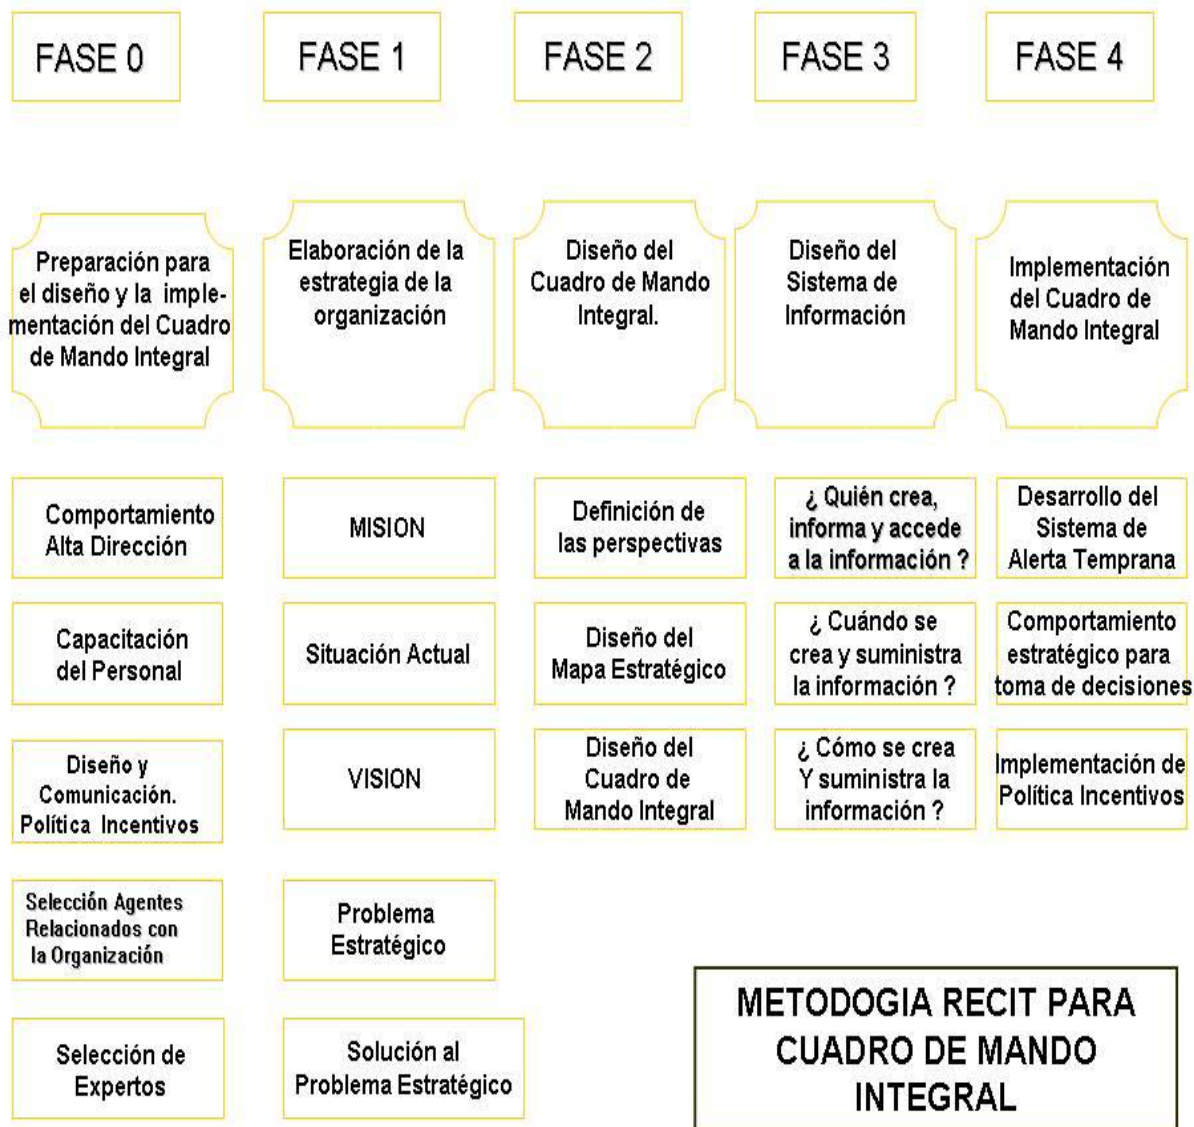 FASE 0
FASE 1
FASE 2
FASE 3
FASE 4
Preparación para
el diseño y la imple-
mentación del Cuadro
de Mando Integral
Elaboración de la
estrategia de la
organización
Diseño del
Cuadro de Mando
Integral.
Diseño del
Sistema de
Información
Implementación
del Cuadro de
Mando Integral
Comportamiento
Alta Dirección
MISION
Definición de
las perspectivas
¿ Quién crea,
informa y accede
a la información ?
Desarrollo del
Sistema de
Alerta Temprana
Capacitación
del Personal
Situación Actual
Diseño del
Mapa Estratégico
¿ Cuándo se
crea y suministra
la información ?
Comportamiento
estratégico para
toma de decisiones
Diseño y
Comunicación.
Política Incentivos
VISION
Diseño del
Cuadro de
Mando Integral
¿ Cómo se crea
Y suministra la
información ?
Implementación de
Política Incentivos
Selección Agentes
Relacionados con
la Organización
Problema
Estratégico
Selección de
Expertos
Solución al
Problema Estratégico
METODOGIA RECIT PARA
CUADRO DE MANDO
INTEGRAL